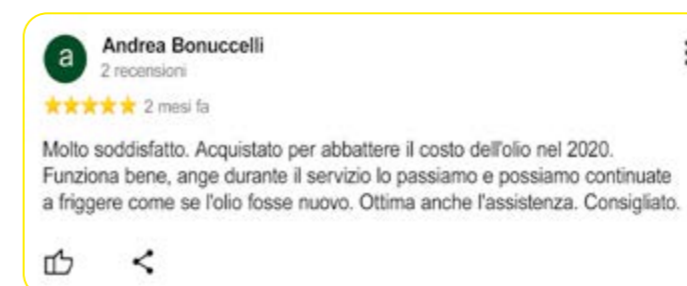 a
Andrea Bonuccelli
2 recensioni
2 mesi fa
Molto soddisfatto. Acquistato per abbattere il costo dell'olio nel 2020.
Funziona bene, ange durante il servizio lo passiamo e possiamo continuate
a friggere come se l'olio fosse nuovo. Ottima anche l'assistenza. Consigliato.